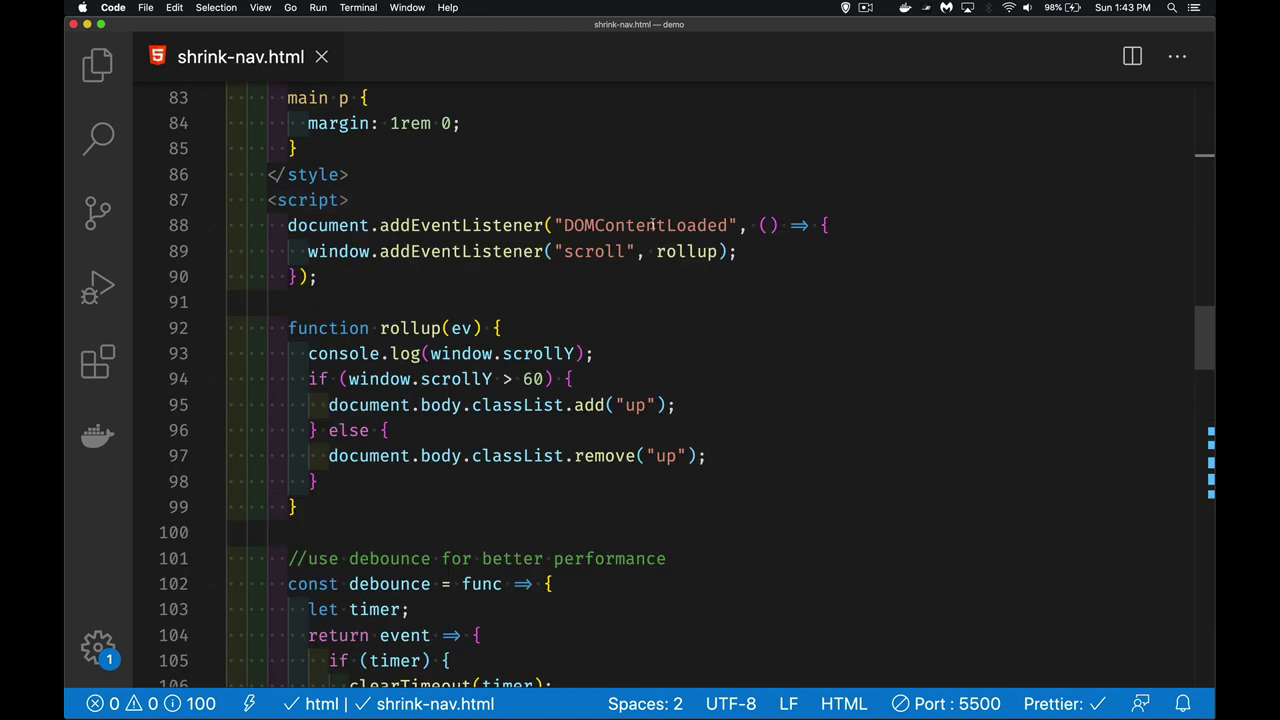 Code File Edit Selection View Go Run Terminal Window Help 98% Sun 1:43 PM
shrink-nav.html — demo
shrink-nav.html
83 main p {
84 margin: 1rem 0;
85 }
86 </style>
87 <script>
88 document.addEventListener("DOMContentLoaded", () => {
89 window.addEventListener("scroll", rollup);
90 });
91
92 function rollup(ev) {
93 console.log(window.scrollY);
94 if (window.scrollY > 60) {
95 document.body.classList.add("up");
96 } else {
97 document.body.classList.remove("up");
98 }
99 }
100
101 //use debounce for better performance
102 const debounce = func => {
103 let timer;
104 return event => {
105 if (timer) {
106 clearTimeout(timer);
1
0 0 100 html shrink-nav.html Spaces: 2 UTF-8 LF HTML Port : 5500 Prettier: ✓